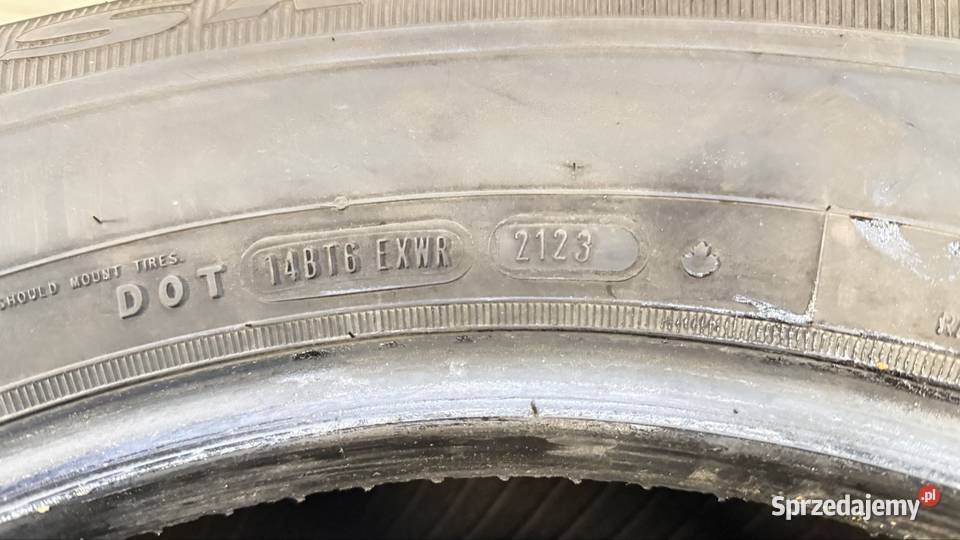 SHOULD MOUNT TIRES.
DOT 14BT6 EXWR 2123
Sprzedajemy.pl